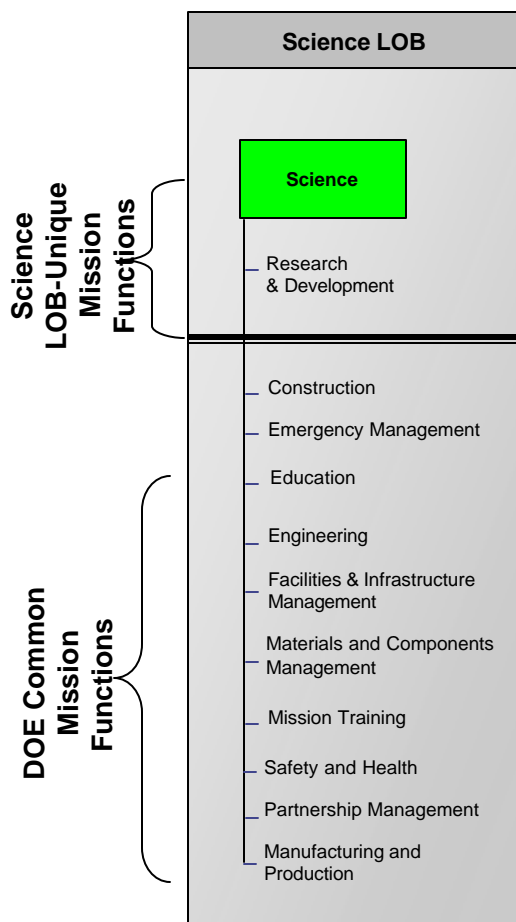 Science LOB
Science
Science
LOB-Unique
Mission
Functions
Research
& Development
Construction
Emergency Management
Education
Engineering
Facilities & Infrastructure
Management
Materials and Components
Management
DOE Common
Mission
Functions
Mission Training
Safety and Health
Partnership Management
Manufacturing and
Production